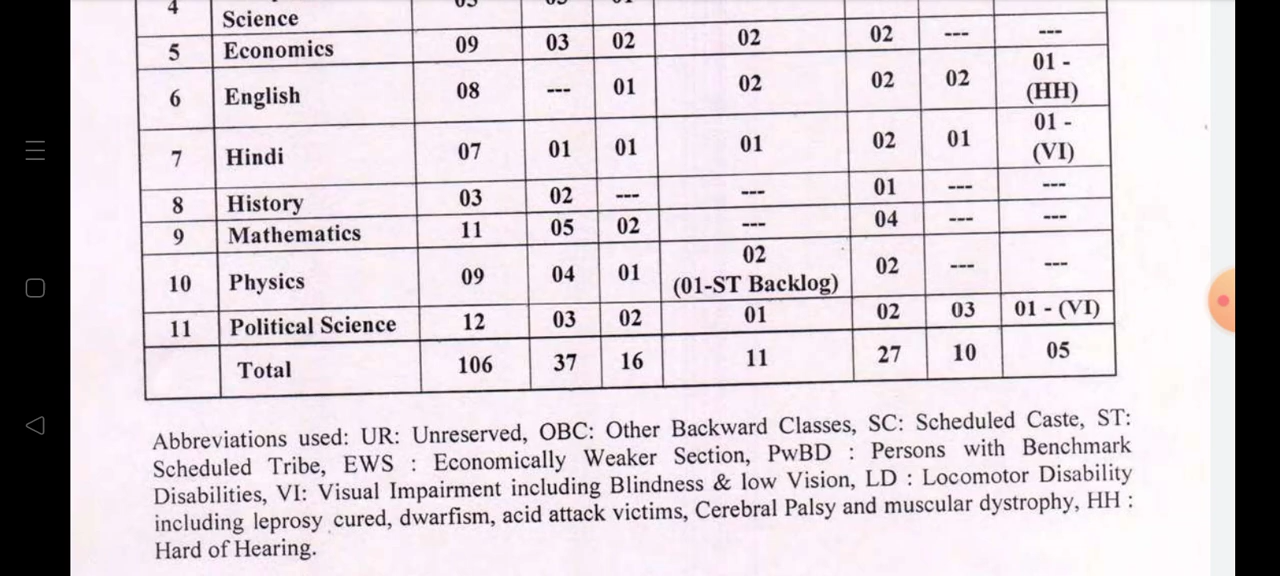 4 Science
5 Economics 09 03 02 02 02 --- ---
6 English 08 --- 01 02 02 02 01 -
(HH)
7 Hindi 07 01 01 01 02 01 01 -
(VI)
8 History 03 02 --- --- 01 --- ---
9 Mathematics 11 05 02 --- 04 --- ---
10 Physics 09 04 01 02 02 --- ---
(01-ST Backlog)
11 Political Science 12 03 02 01 02 03 01 - (VI)
Total 106 37 16 11 27 10 05
Abbreviations used: UR: Unreserved, OBC: Other Backward Classes, SC: Scheduled Caste, ST:
Scheduled Tribe, EWS : Economically Weaker Section, PwBD : Persons with Benchmark
Disabilities, VI: Visual Impairment including Blindness & low Vision, LD : Locomotor Disability
including leprosy cured, dwarfism, acid attack victims, Cerebral Palsy and muscular dystrophy, HH :
Hard of Hearing.